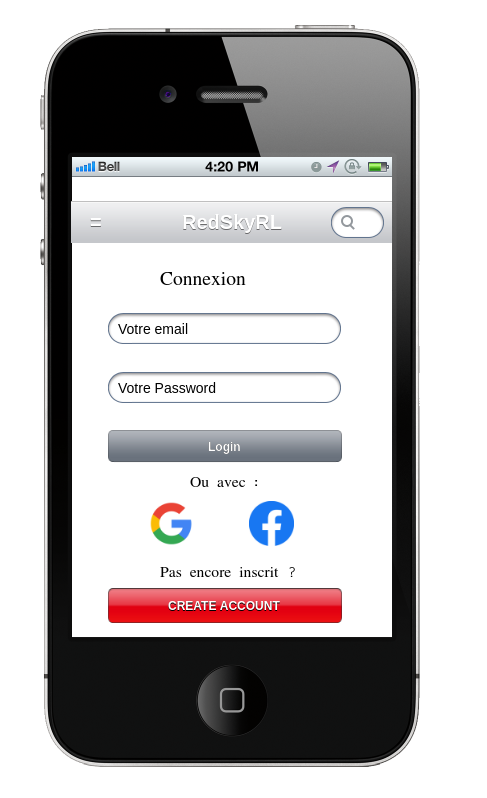 Bell 4:20 PM
= RedSkyRL
Connexion
Votre email
Votre Password
Login
Ou avec :
Pas encore inscrit ?
CREATE ACCOUNT